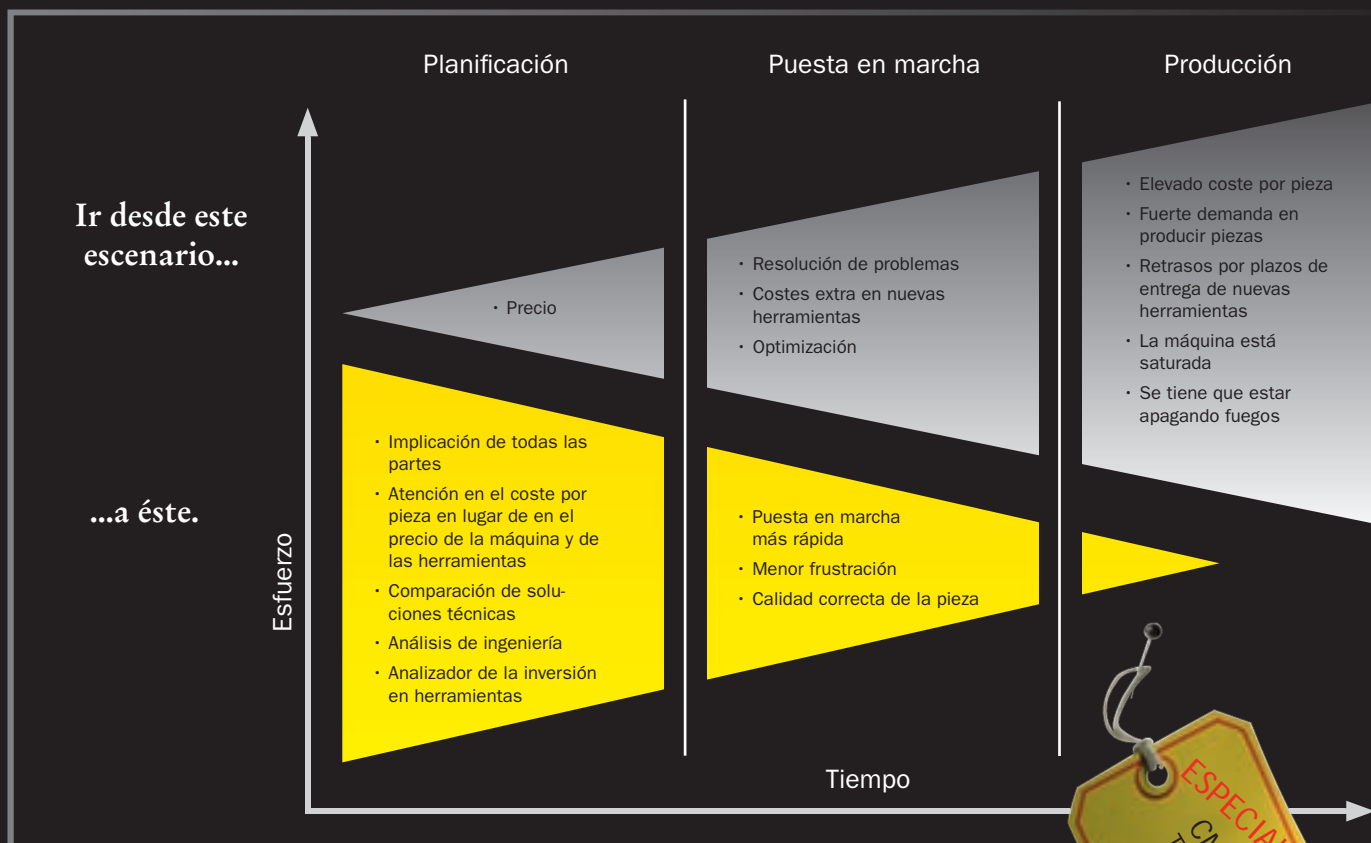 Planificación
Puesta en marcha
Producción
Ir desde este
escenario...
· Precio
· Resolución de problemas
· Costes extra en nuevas
herramientas
· Optimización
· Elevado coste por pieza
· Fuerte demanda en
producir piezas
· Retrasos por plazos de
entrega de nuevas
herramientas
· La máquina está
saturada
· Se tiene que estar
apagando fuegos
...a éste.
· Implicación de todas las
partes
· Atención en el coste por
pieza en lugar de en el
precio de la máquina y de
las herramientas
· Comparación de solu-
ciones técnicas
· Análisis de ingeniería
· Analizador de la inversión
en herramientas
· Puesta en marcha
más rápida
· Menor frustración
· Calidad correcta de la pieza
Esfuerzo
Tiempo
ESPECIAL